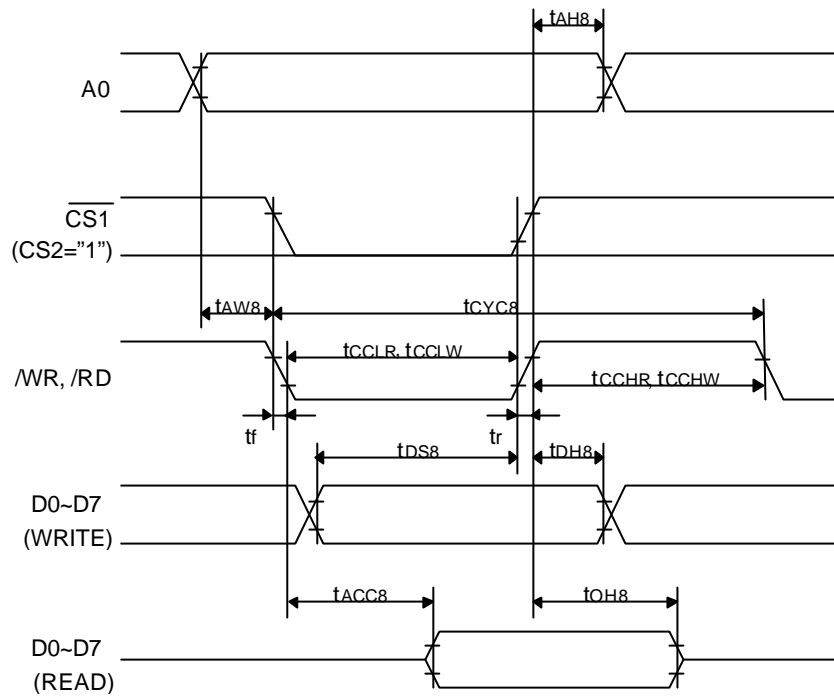 tAH8
A0
CS1
(CS2="1")
tAW8
tCYC8
tCCLR, tCCLW
/WR, /RD
tCCHR, tCCHW
tf
tr
tDS8
tDH8
D0~D7
(WRITE)
tACC8
tOH8
D0~D7
(READ)